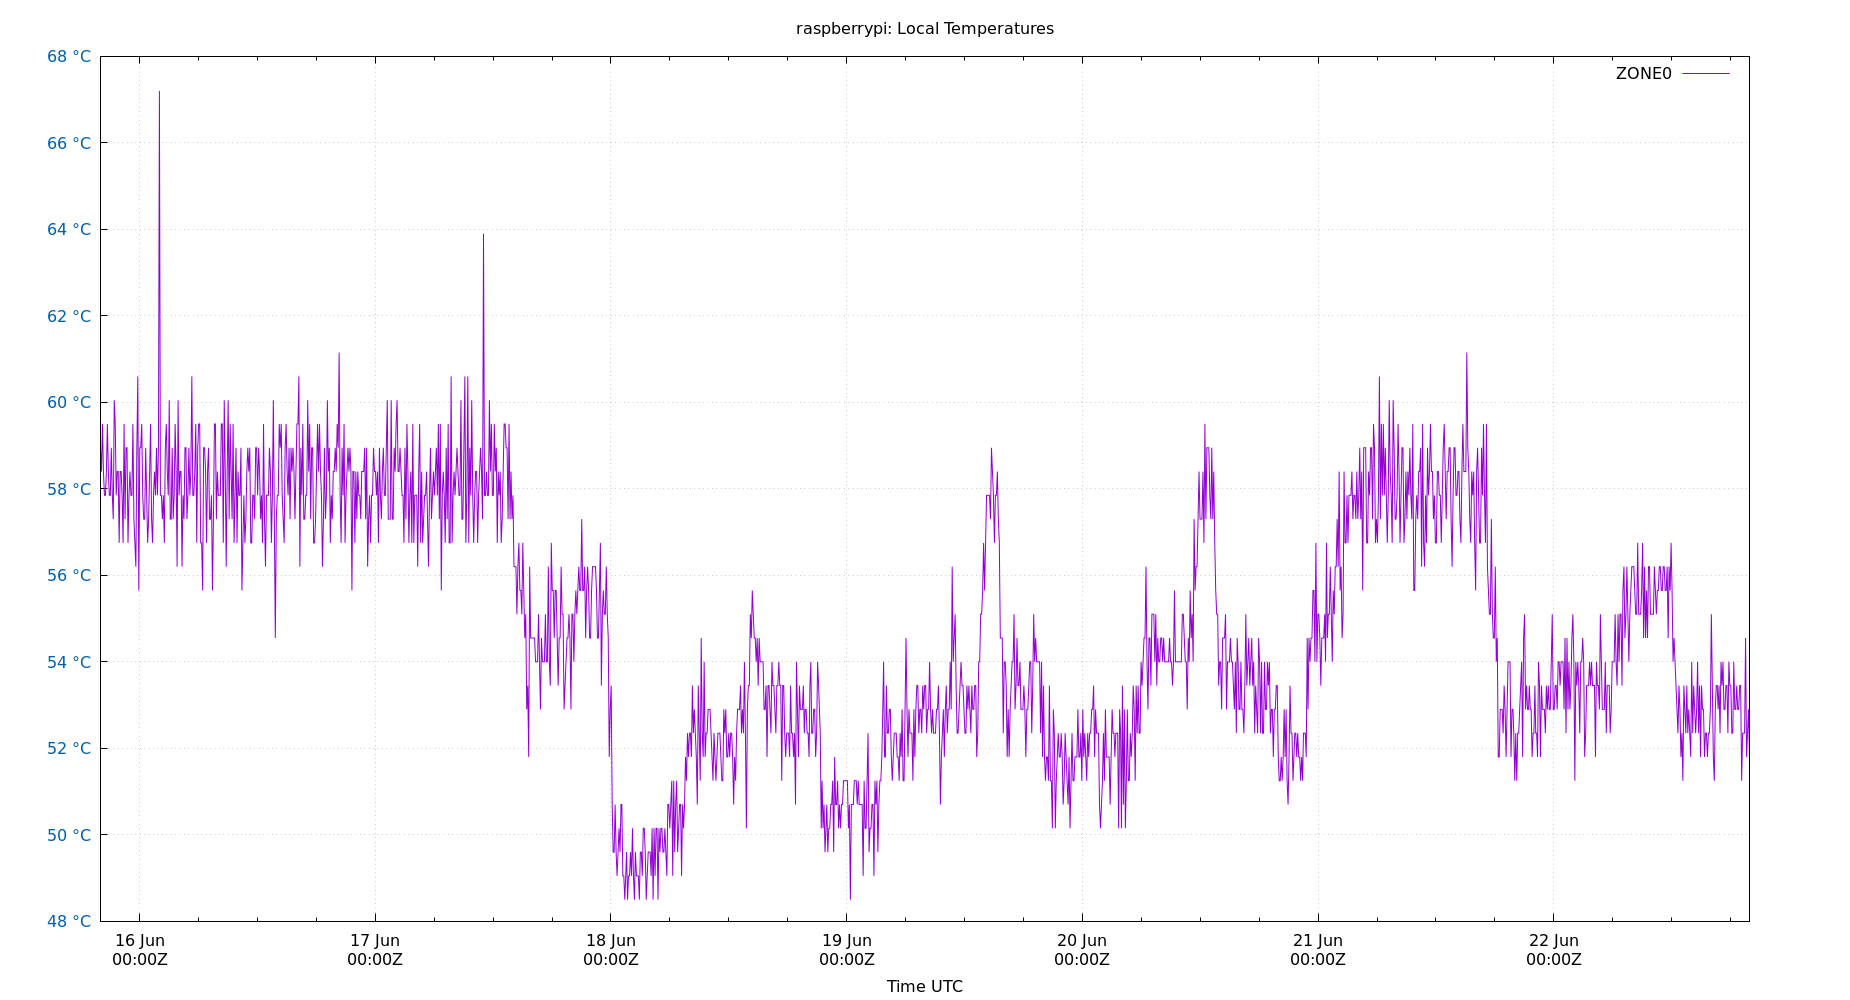 raspberrypi: Local Temperatures
ZONE0
68 °C
66 °C
64 °C
62 °C
60 °C
58 °C
56 °C
54 °C
52 °C
50 °C
48 °C
16 Jun 17 Jun 18 Jun 19 Jun 20 Jun 21 Jun 22 Jun
00:00Z 00:00Z 00:00Z 00:00Z 00:00Z 00:00Z 00:00Z
Time UTC